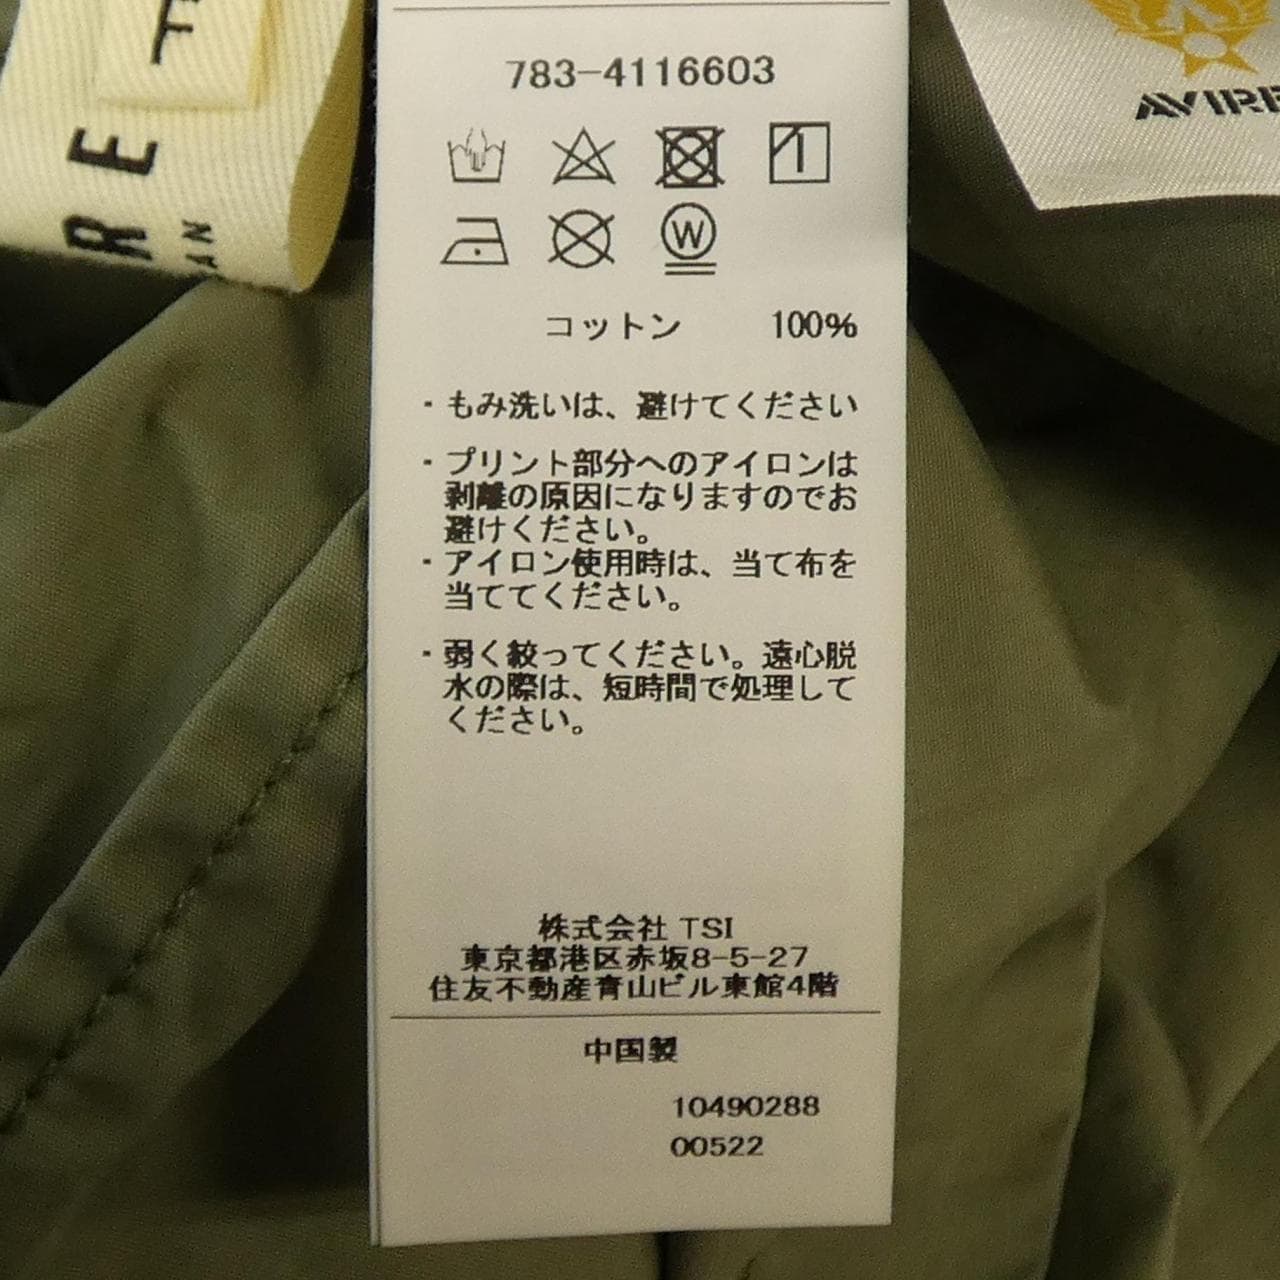 RE
AN
AVIRE
783-4116603
W
コットン 100%
・もみ洗いは、避けてください
・プリント部分へのアイロンは
剥離の原因になりますのでお
避けください。
・アイロン使用時は、当て布を
当ててください。
・弱く絞ってください。遠心脱
水の際は、短時間で処理して
ください。
株式会社 TSI
東京都港区赤坂8-5-27
住友不動産青山ビル東館4階
中国製
10490288
00522